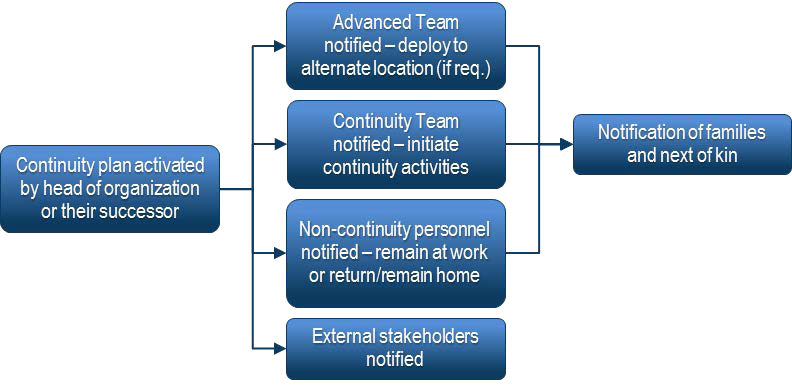 Continuity plan activated
by head of organization
or their successor
Advanced Team
notified – deploy to
alternate location (if req.)
Continuity Team
notified – initiate
continuity activities
Non-continuity personnel
notified – remain at work
or return/remain home
External stakeholders
notified
Notification of families
and next of kin